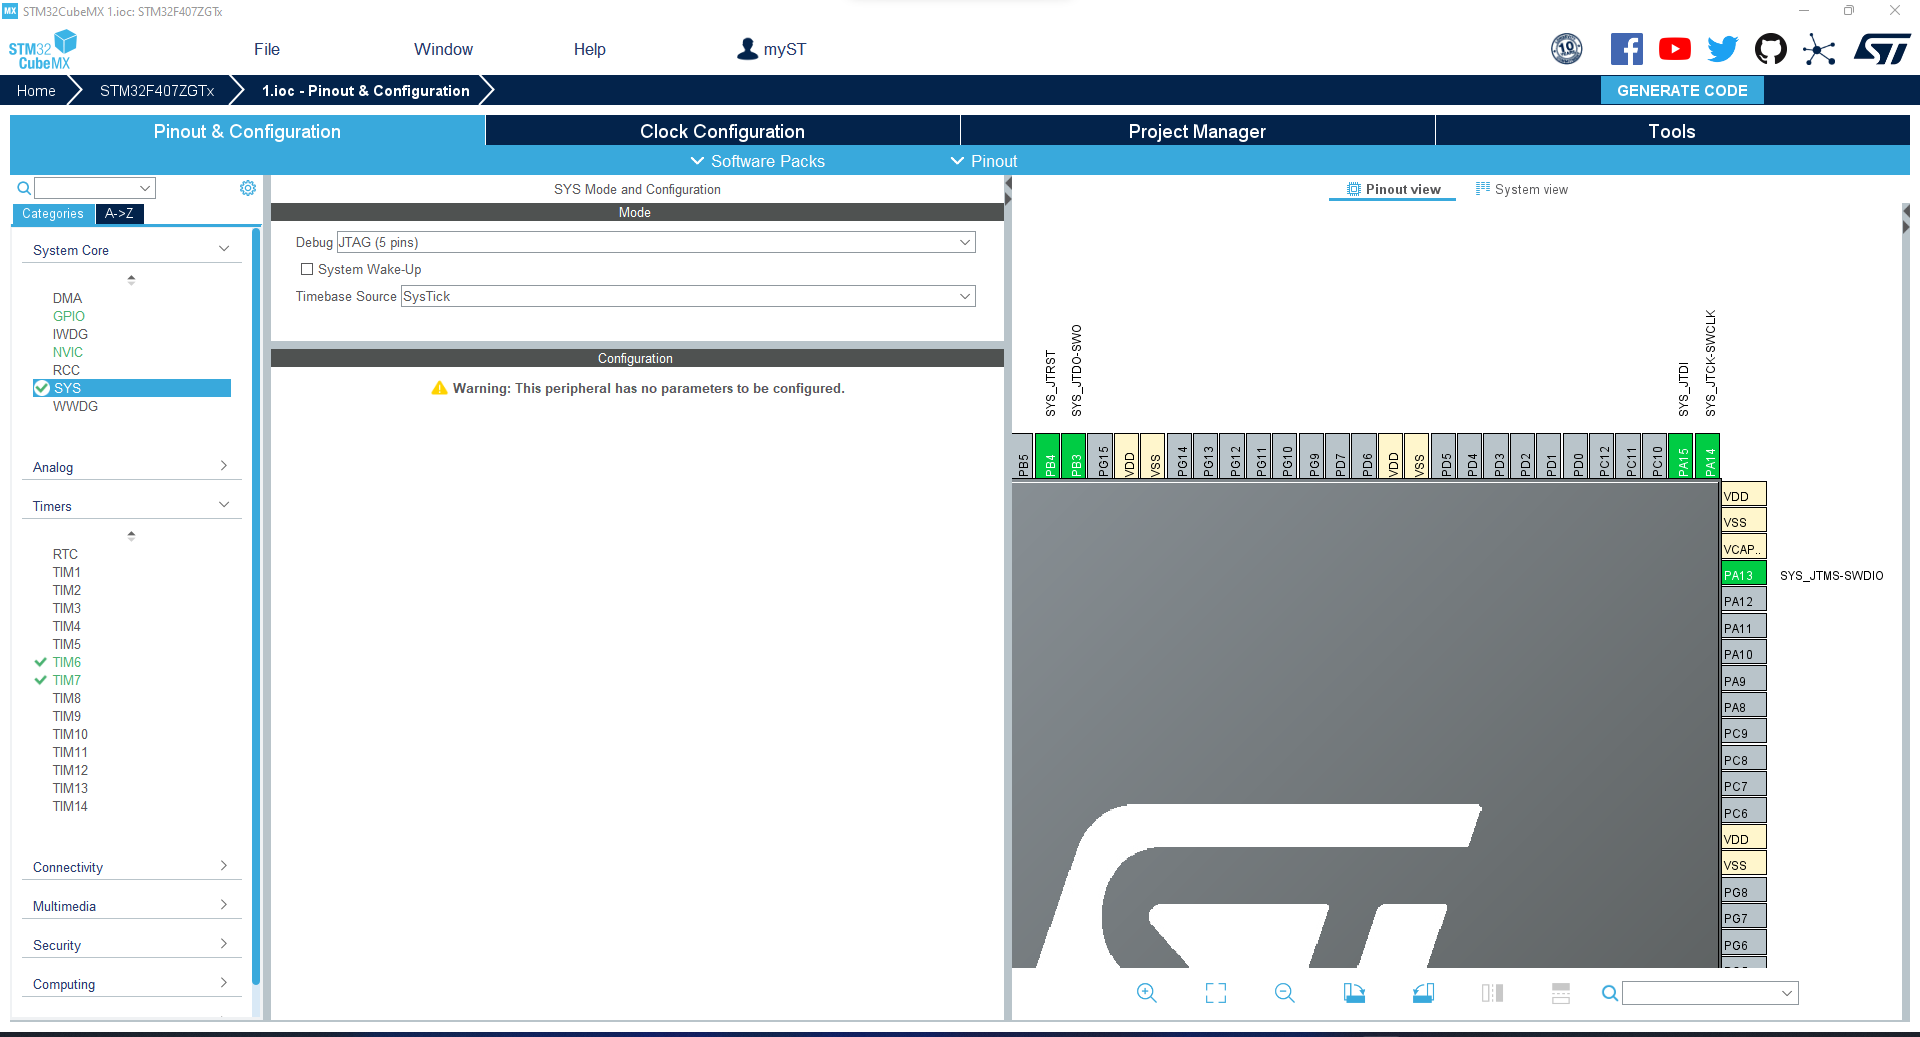 MX STM32CubeMX 1.ioc: STM32F407ZGTx
STM32
CubeMX
File
Window
Help
myST
10
Home
STM32F407ZGTx
1.ioc - Pinout & Configuration
GENERATE CODE
Pinout & Configuration
Clock Configuration
Project Manager
Tools
Software Packs
Pinout
Categories
A->Z
System Core
DMA
GPIO
IWDG
NVIC
RCC
SYS
WWDG
Analog
Timers
RTC
TIM1
TIM2
TIM3
TIM4
TIM5
TIM6
TIM7
TIM8
TIM9
TIM10
TIM11
TIM12
TIM13
TIM14
Connectivity
Multimedia
Security
Computing
SYS Mode and Configuration
Mode
Debug JTAG (5 pins)
System Wake-Up
Timebase Source SysTick
Configuration
Warning: This peripheral has no parameters to be configured.
Pinout view
System view
SYS_JTRST
SYS_JTDO-SWO
SYS_JTDI
SYS_JTCK-SWCLK
PB5
PB4
PB3
PG15
VDD
VSS
PG14
PG13
PG12
PG11
PG10
PG9
PD7
PD6
VDD
VSS
PD5
PD4
PD3
PD2
PD1
PD0
PC12
PC11
PC10
PA15
PA14
VDD
VSS
VCAP..
PA13 SYS_JTMS-SWDIO
PA12
PA11
PA10
PA9
PA8
PC9
PC8
PC7
PC6
VDD
VSS
PG8
PG7
PG6